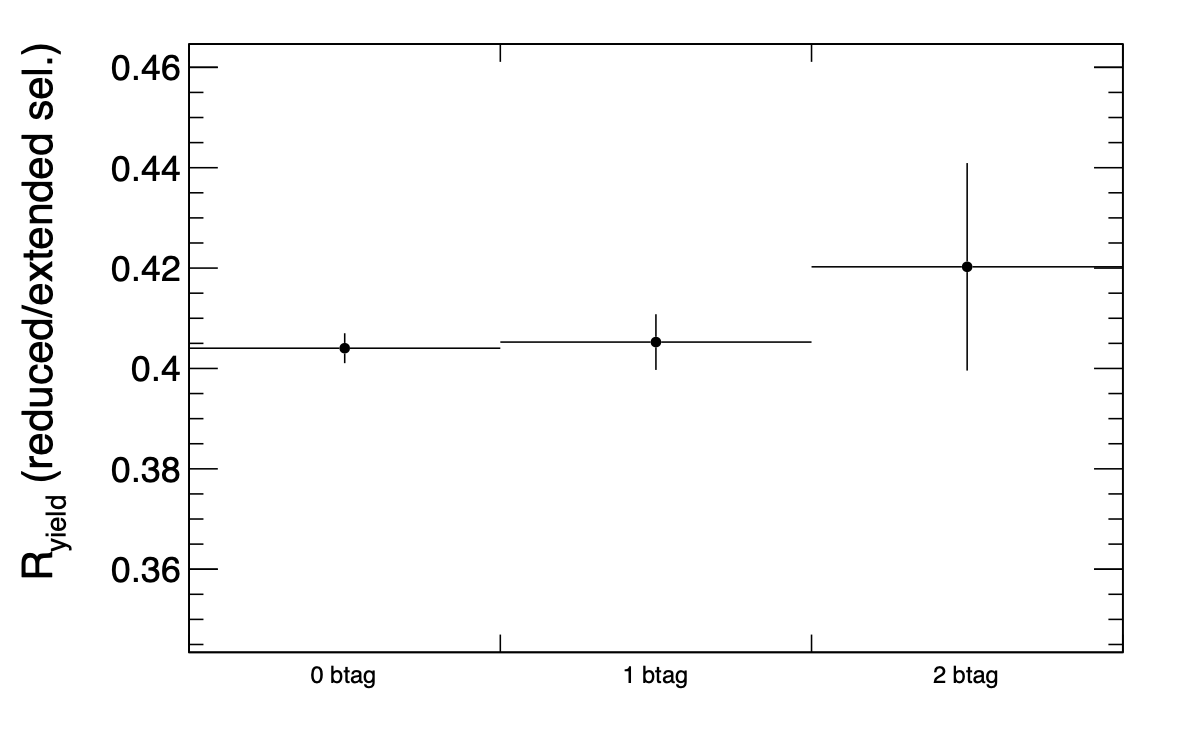 R_yield (reduced/extended sel.)
0.46
0.44
0.42
0.4
0.38
0.36
0 btag
1 btag
2 btag